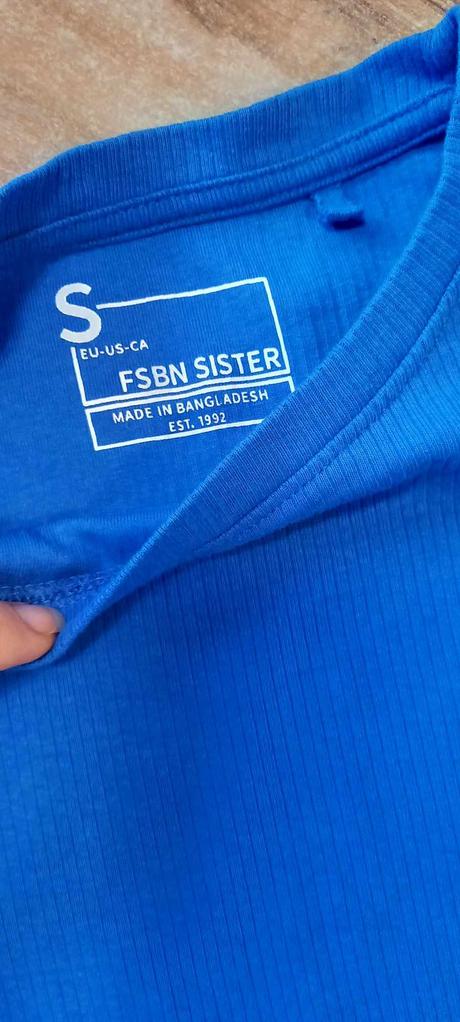 S
EU-US-CA
FSBN SISTER
MADE IN BANGLADESH
EST. 1992